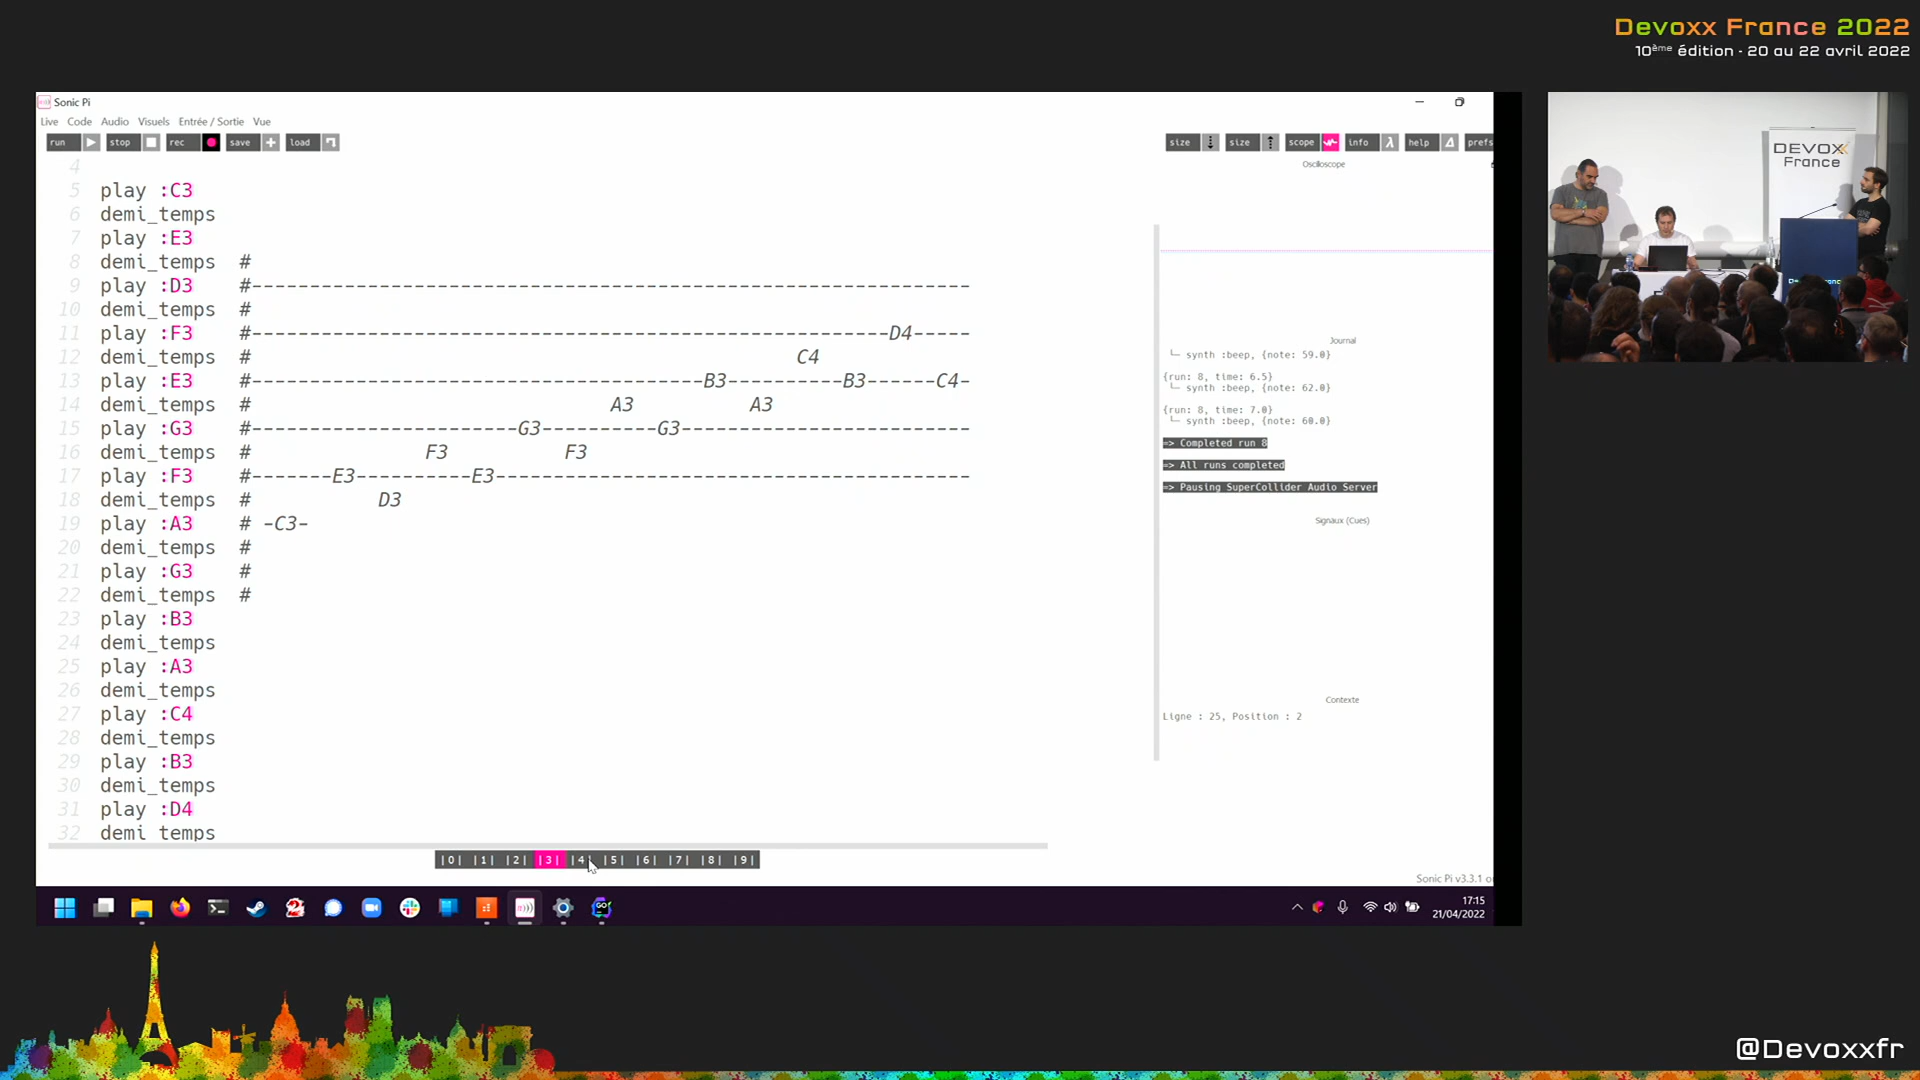 Devoxx France 2022
10ème édition - 20 au 22 avril 2022
Sonic Pi
Live Code Audio Visuels Entrée / Sortie Vue
run stop rec save load size size scope info help prefs
Osciloscope
4
5 play :C3
6 demi_temps
7 play :E3
8 demi_temps #
9 play :D3 #--------------------------------------------------------------
10 demi_temps #
11 play :F3 #-------------------------------------------------------D4-----
12 demi_temps # C4
13 play :E3 #---------------------------------------B3----------B3------C4-
14 demi_temps # A3 A3
15 play :G3 #-----------------------G3----------G3-------------------------
16 demi_temps # F3 F3
17 play :F3 #-------E3----------E3-----------------------------------------
18 demi_temps # D3
19 play :A3 # -C3-
20 demi_temps #
21 play :G3 #
22 demi_temps #
23 play :B3
24 demi_temps
25 play :A3
26 demi_temps
27 play :C4
28 demi_temps
29 play :B3
30 demi_temps
31 play :D4
32 demi_temps
Journal
└─ synth :beep, {note: 59.0}
{run: 8, time: 6.5}
└─ synth :beep, {note: 62.0}
{run: 8, time: 7.0}
└─ synth :beep, {note: 60.0}
=> Completed run 8
=> All runs completed
=> Pausing SuperCollider Audio Server
Signaux (Cues)
Contexte
Ligne : 25, Position : 2
|0| |1| |2| |3| |4| |5| |6| |7| |8| |9|
Sonic Pi v3.3.1
17:15
21/04/2022
DEVOXX
France
@Devoxxfr